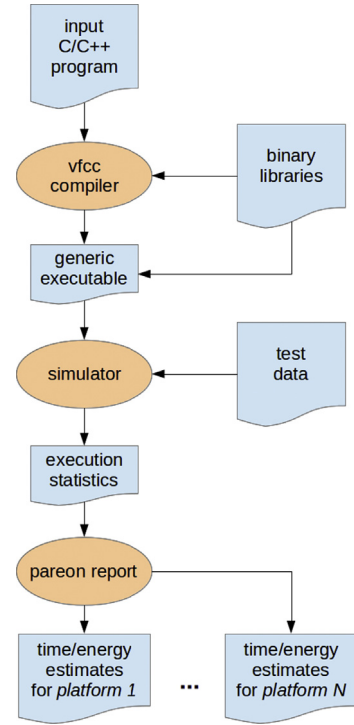 input
C/C++
program
vfcc
compiler
binary
libraries
generic
executable
simulator
test
data
execution
statistics
pareon report
time/energy
estimates
for platform 1
...
time/energy
estimates
for platform N